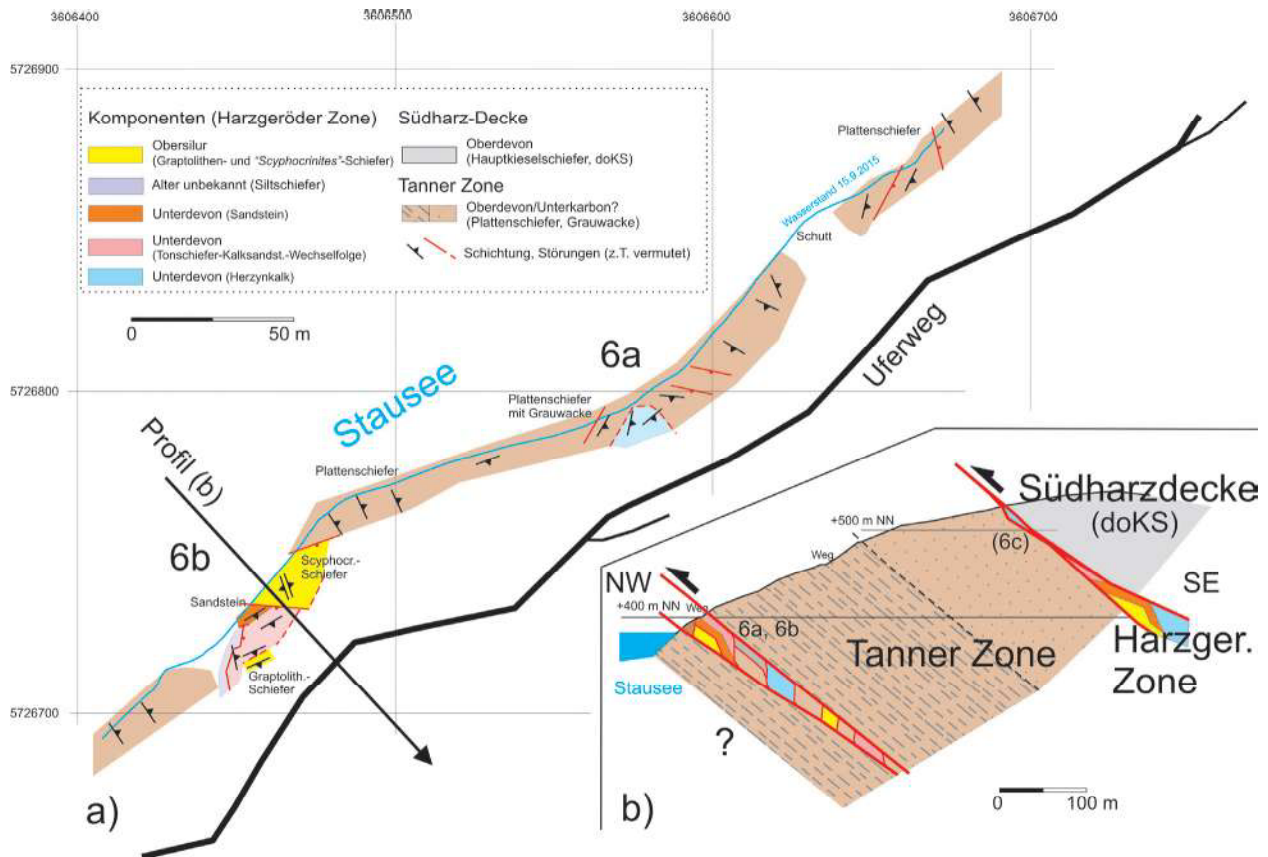 3606400
3606500
3606600
3606700
5726900
Komponenten (Harzgeröder Zone)
Obersilur
(Graptolithen- und "Scyphocrinites"-Schiefer)
Alter unbekannt (Siltschiefer)
Unterdevon (Sandstein)
Unterdevon
(Tonschiefer-Kalksandst.-Wechselfolge)
Unterdevon (Herzynkalk)
Südharz-Decke
Oberdevon
(Hauptkieselschiefer, doKS)
Tanner Zone
Oberdevon/Unterkarbon?
(Plattenschiefer, Grauwacke)
Schichtung, Störungen (z.T. vermutet)
0
50 m
Plattenschiefer
Wasserstand 15.9.2015
Schutt
6a
Uferweg
5726800
Stausee
Plattenschiefer
mit Grauwacke
Profil (b)
Plattenschiefer
6b
Scyphocr.-
Schiefer
Sandstein
Graptolith.-
Schiefer
5726700
a)
Südharzdecke
(doKS)
+500 m NN
(6c)
Weg
NW
SE
+400 m NN
Weg
6a, 6b
Tanner Zone
Harzger.
Zone
Stausee
?
b)
0
100 m